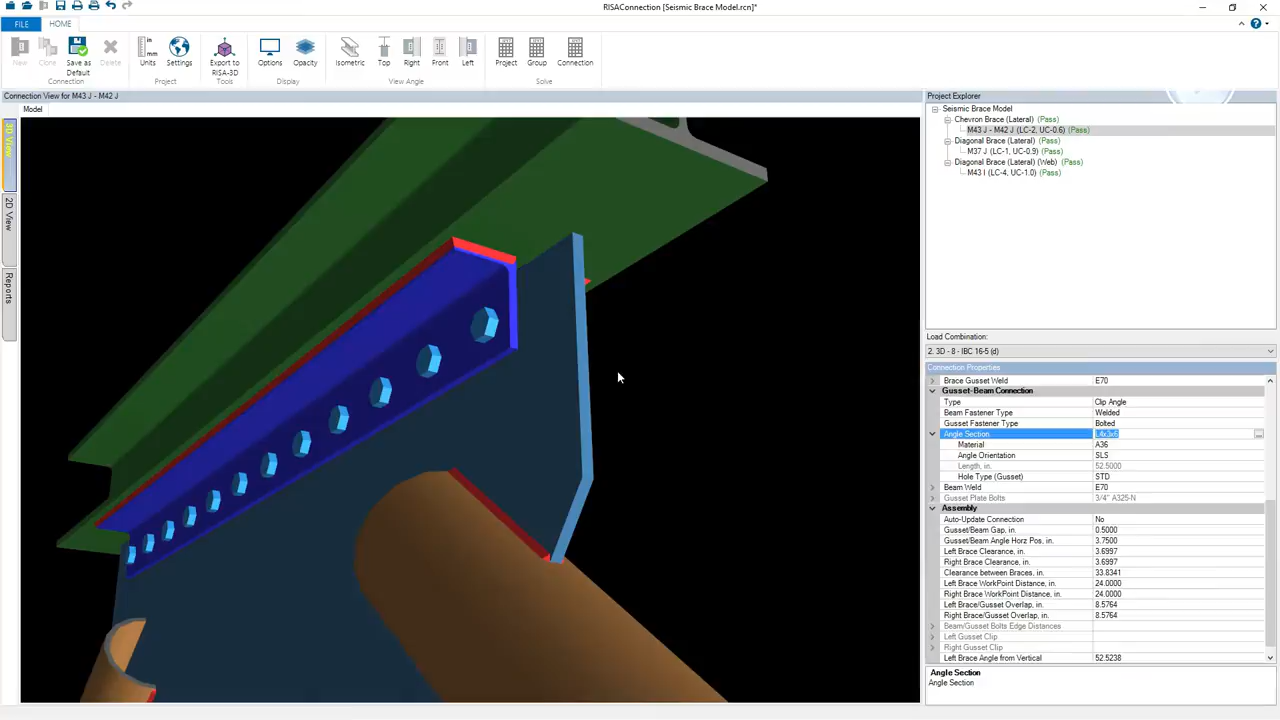 RISAConnection [Seismic Brace Model.rcn]*
FILE HOME
New Clone Save as Default Delete Units Settings Export to RISA-3D Options Opacity Isometric Top Right Front Left Project Group Connection
Connection Project Tools Display View Angle Solve
Connection View for M43 J - M42 J
Model
3D View
2D View
Reports
Project Explorer
Seismic Brace Model
Chevron Brace (Lateral) (Pass)
M43 J - M42 J (LC-2, UC-0.6) (Pass)
Diagonal Brace (Lateral) (Pass)
M37 J (LC-1, UC-0.9) (Pass)
Diagonal Brace (Lateral) (Web) (Pass)
M43 I (LC-4, UC-1.0) (Pass)
Load Combination:
2. 3D - 8 - IBC 16-5 (d)
Connection Properties
Brace Gusset Weld E70
Gusset-Beam Connection
Type Clip Angle
Beam Fastener Type Welded
Gusset Fastener Type Bolted
Angle Section L4x3x6
Material A36
Angle Orientation SLS
Length, in. 52.5000
Hole Type (Gusset) STD
Beam Weld E70
Gusset Plate Bolts 3/4" A325-N
Assembly
Auto-Update Connection No
Gusset/Beam Gap, in. 0.5000
Gusset/Beam Angle Horz Pos, in. 3.7500
Left Brace Clearance, in. 3.6997
Right Brace Clearance, in. 3.6997
Clearance between Braces, in. 33.8341
Left Brace WorkPoint Distance, in. 24.0000
Right Brace WorkPoint Distance, in. 24.0000
Left Brace/Gusset Overlap, in. 8.5764
Right Brace/Gusset Overlap, in. 8.5764
Beam/Gusset Bolts Edge Distances
Left Gusset Clip
Right Gusset Clip
Left Brace Angle from Vertical 52.5238
Angle Section
Angle Section